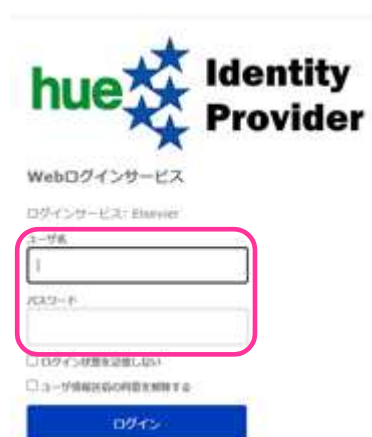 hue Identity
Provider
Webログインサービス
ログインサービス: Elsevier
ユーザ名
パスワード
ログイン状態を記憶しない
ユーザ情報送信の同意を解除する
ログイン